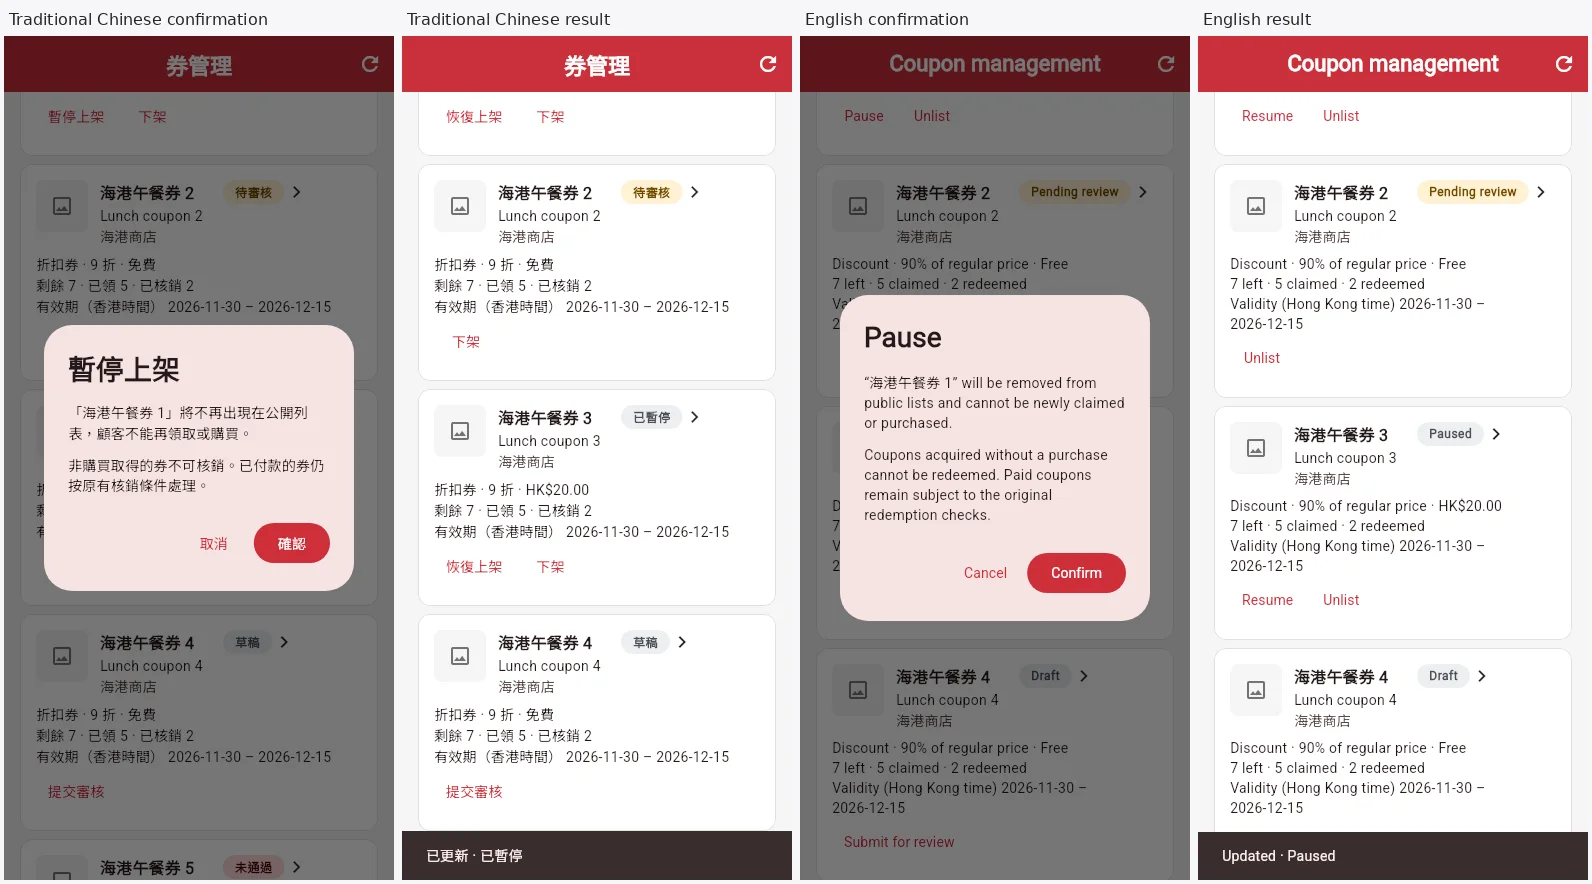 Traditional Chinese confirmation
券管理
暫停上架 下架
海港午餐券 2 待審核
Lunch coupon 2
海港商店
折扣券 · 9 折 · 免費
剩餘 7 · 已領 5 · 已核銷 2
有效期（香港時間） 2026-11-30 – 2026-12-15
暫停上架
「海港午餐券 1」將不再出現在公開列
表，顧客不能再領取或購買。
非購買取得的券不可核銷。已付款的券仍
按原有核銷條件處理。
取消 確認
海港午餐券 4 草稿
Lunch coupon 4
海港商店
折扣券 · 9 折 · 免費
剩餘 7 · 已領 5 · 已核銷 2
有效期（香港時間） 2026-11-30 – 2026-12-15
提交審核
海港午餐券 5 未通過
Traditional Chinese result
券管理
恢復上架 下架
海港午餐券 2 待審核
Lunch coupon 2
海港商店
折扣券 · 9 折 · 免費
剩餘 7 · 已領 5 · 已核銷 2
有效期（香港時間） 2026-11-30 – 2026-12-15
下架
海港午餐券 3 已暫停
Lunch coupon 3
海港商店
折扣券 · 9 折 · HK$20.00
剩餘 7 · 已領 5 · 已核銷 2
有效期（香港時間） 2026-11-30 – 2026-12-15
恢復上架 下架
海港午餐券 4 草稿
Lunch coupon 4
海港商店
折扣券 · 9 折 · 免費
剩餘 7 · 已領 5 · 已核銷 2
有效期（香港時間） 2026-11-30 – 2026-12-15
提交審核
已更新 · 已暫停
English confirmation
Coupon management
Pause Unlist
海港午餐券 2 Pending review
Lunch coupon 2
海港商店
Discount · 90% of regular price · Free
7 left · 5 claimed · 2 redeemed
Pause
“海港午餐券 1” will be removed from
public lists and cannot be newly claimed
or purchased.
Coupons acquired without a purchase
cannot be redeemed. Paid coupons
remain subject to the original
redemption checks.
Cancel Confirm
海港午餐券 4 Draft
Lunch coupon 4
海港商店
Discount · 90% of regular price · Free
7 left · 5 claimed · 2 redeemed
Validity (Hong Kong time) 2026-11-30 –
2026-12-15
Submit for review
English result
Coupon management
Resume Unlist
海港午餐券 2 Pending review
Lunch coupon 2
海港商店
Discount · 90% of regular price · Free
7 left · 5 claimed · 2 redeemed
Validity (Hong Kong time) 2026-11-30 –
2026-12-15
Unlist
海港午餐券 3 Paused
Lunch coupon 3
海港商店
Discount · 90% of regular price · HK$20.00
7 left · 5 claimed · 2 redeemed
Validity (Hong Kong time) 2026-11-30 –
2026-12-15
Resume Unlist
海港午餐券 4 Draft
Lunch coupon 4
海港商店
Discount · 90% of regular price · Free
7 left · 5 claimed · 2 redeemed
Validity (Hong Kong time) 2026-11-30 –
2026-12-15
Updated · Paused